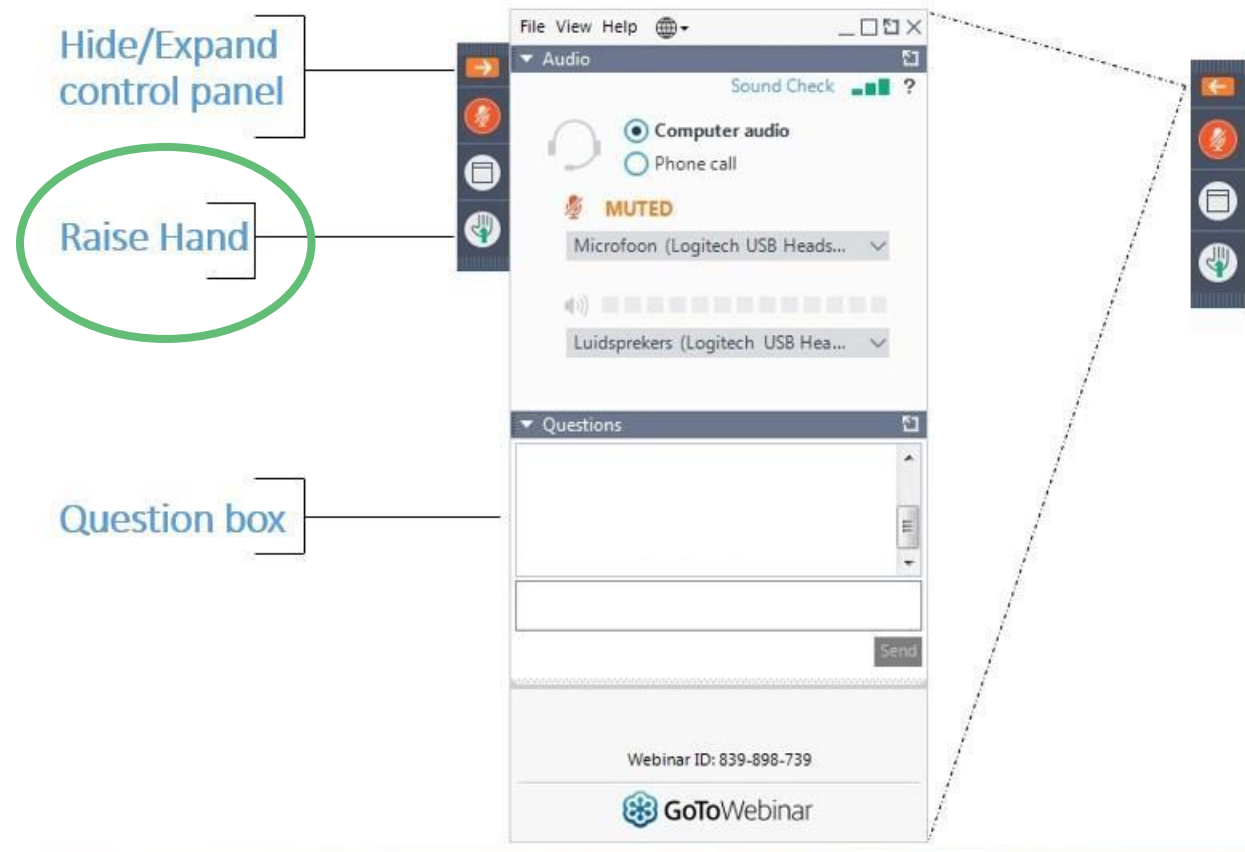 Hide/Expand
control panel
Raise Hand
Question box
File View Help
Audio
Sound Check ?
Computer audio
Phone call
MUTED
Microfoon (Logitech USB Heads...
Luidsprekers (Logitech USB Hea...
Questions
Send
Webinar ID: 839-898-739
GoToWebinar